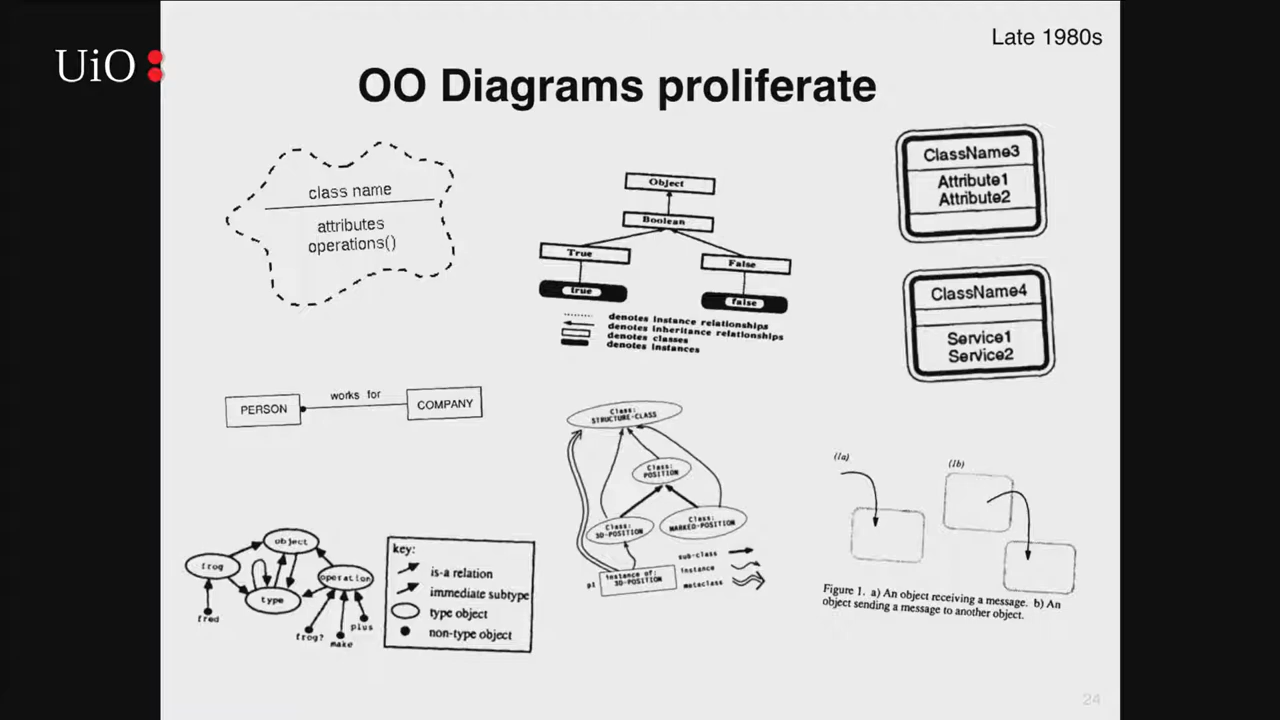 Late 1980s
UiO
OO Diagrams proliferate
class name
attributes
operations()
Object
Boolean
True
False
true
false
denotes instance relationships
denotes inheritance relationships
denotes classes
denotes instances
ClassName3
Attribute1
Attribute2
ClassName4
Service1
Service2
PERSON
works for
COMPANY
Class:
STRUCTURE-CLASS
Class:
POSITION
Class:
3D-POSITION
Class:
MARKED-POSITION
p1
instance of:
3D-POSITION
sub-class
instance
metaclass
(1a)
(1b)
Figure 1. a) An object receiving a message. b) An
object sending a message to another object.
object
frog
operation
type
fred
frog?
make
plus
key:
is-a relation
immediate subtype
type object
non-type object
24